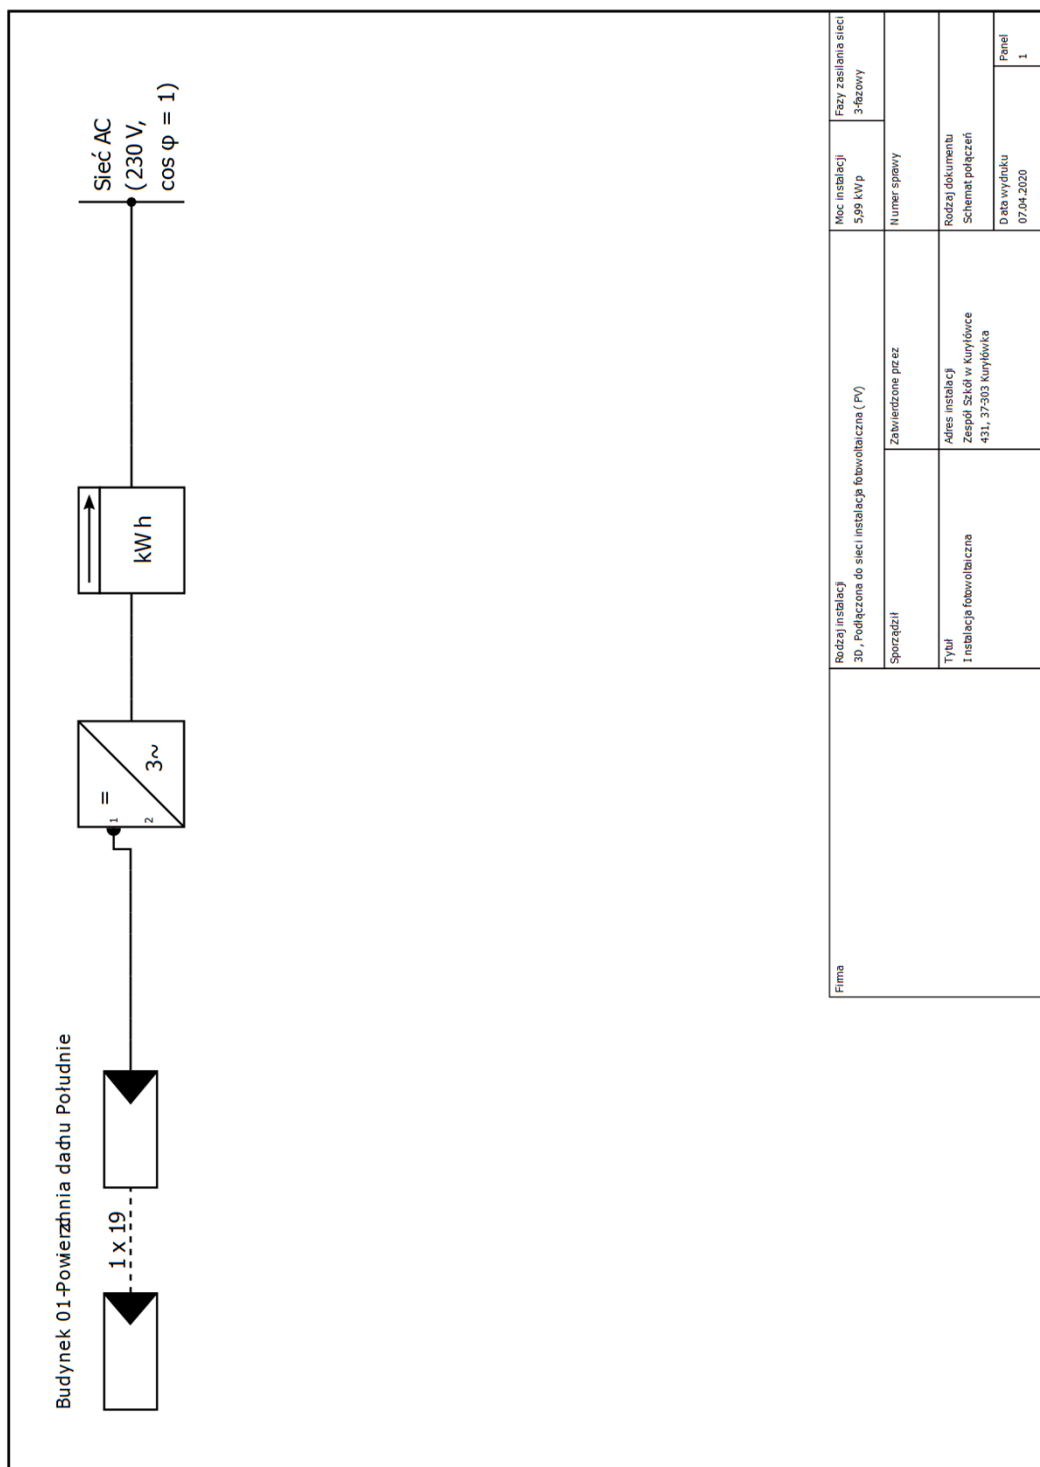 Budynek 01-Powierzchnia dachu Południe
1 x 19
=
1
2
3~
kWh
Sieć AC
(230 V,
cos φ = 1)
Firma
Rodzaj instalacji
3D, Podłączona do sieci instalacja fotowoltaiczna (PV)
Moc instalacji
5,99 kWp
Fazy zasilania sieci
3-fazowy
Sporządził
Zatwierdzone przez
Numer sprawy
Tytuł
Instalacja fotowoltaiczna
Adres instalacji
Zespół Szkół w Kuryłówce
431, 37-303 Kuryłówka
Rodzaj dokumentu
Schemat połączeń
Data wydruku
07.04.2020
Panel
1